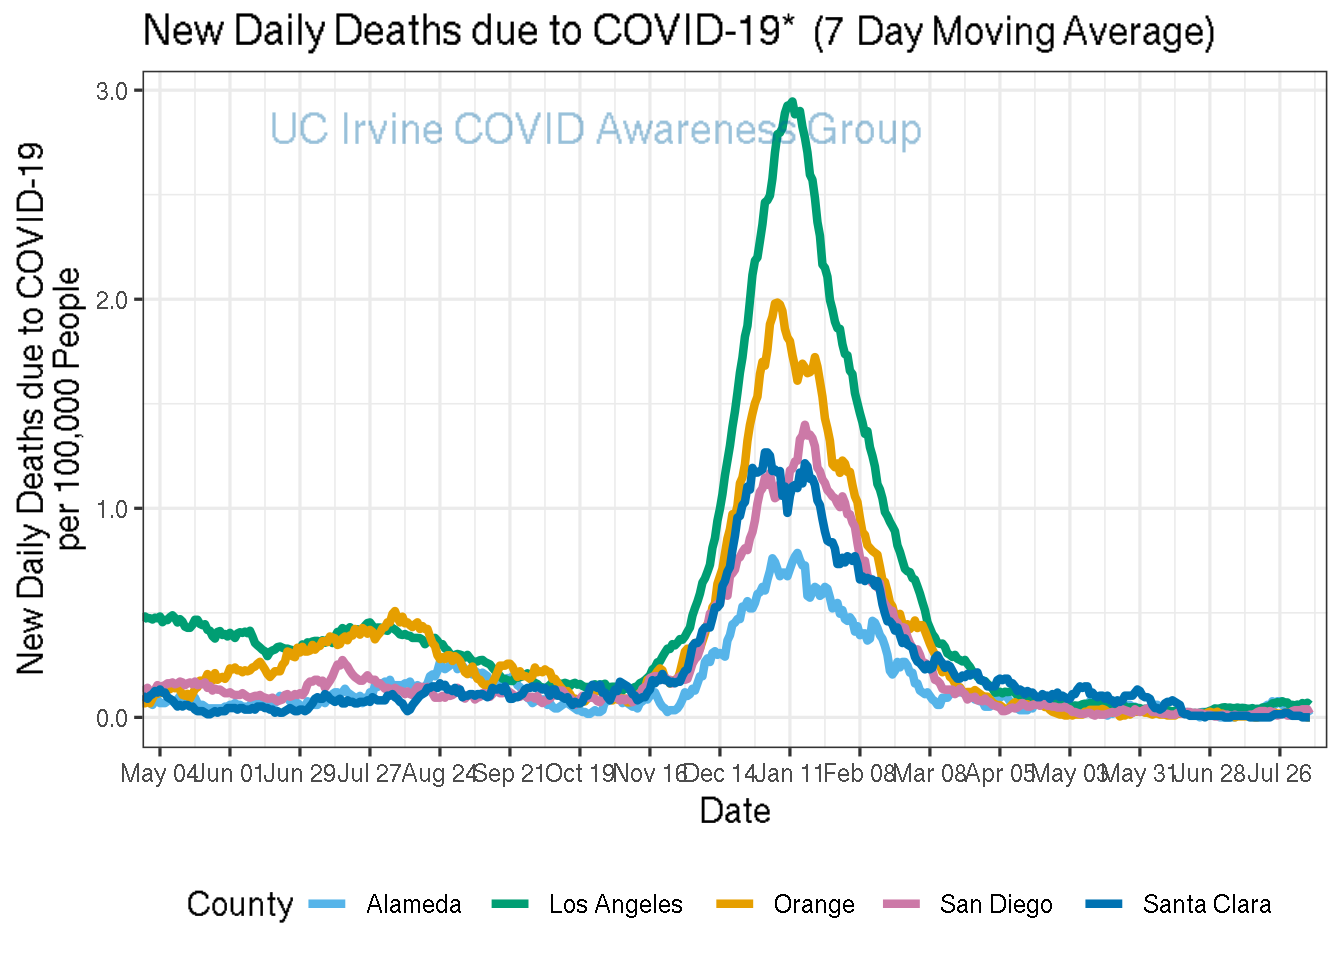 New Daily Deaths due to COVID-19* (7 Day Moving Average)
UC Irvine COVID Awareness Group
New Daily Deaths due to COVID-19
per 100,000 People
3.0
2.0
1.0
0.0
May 04 Jun 01 Jun 29 Jul 27 Aug 24 Sep 21 Oct 19 Nov 16 Dec 14 Jan 11 Feb 08 Mar 08 Apr 05 May 03 May 31 Jun 28 Jul 26
Date
County Alameda Los Angeles Orange San Diego Santa Clara